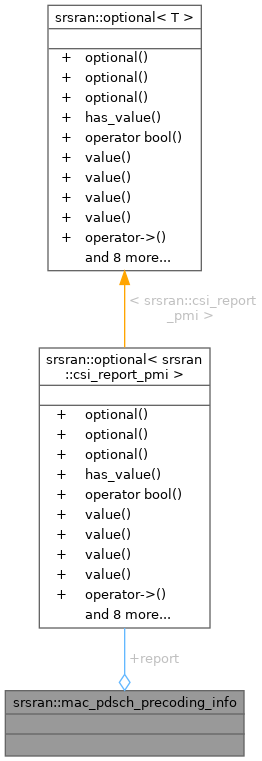 srsran::optional< T >
+ optional()
+ optional()
+ optional()
+ has_value()
+ operator bool()
+ value()
+ value()
+ value()
+ value()
+ operator->()
and 8 more...
< srsran::csi_report
_pmi >
srsran::optional< srsran
::csi_report_pmi >
+ optional()
+ optional()
+ optional()
+ has_value()
+ operator bool()
+ value()
+ value()
+ value()
+ value()
+ operator->()
and 8 more...
+report
srsran::mac_pdsch_precoding_info